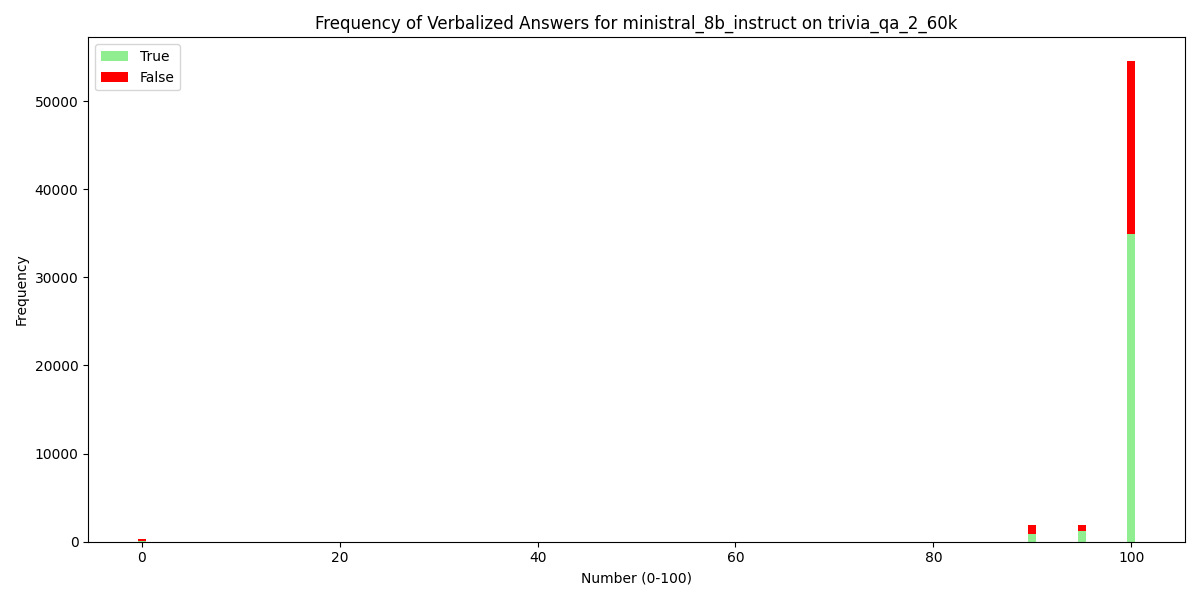 Frequency of Verbalized Answers for ministral_8b_instruct on trivia_qa_2_60k
True
False
50000
40000
30000
20000
10000
0
Frequency
0 20 40 60 80 100
Number (0-100)